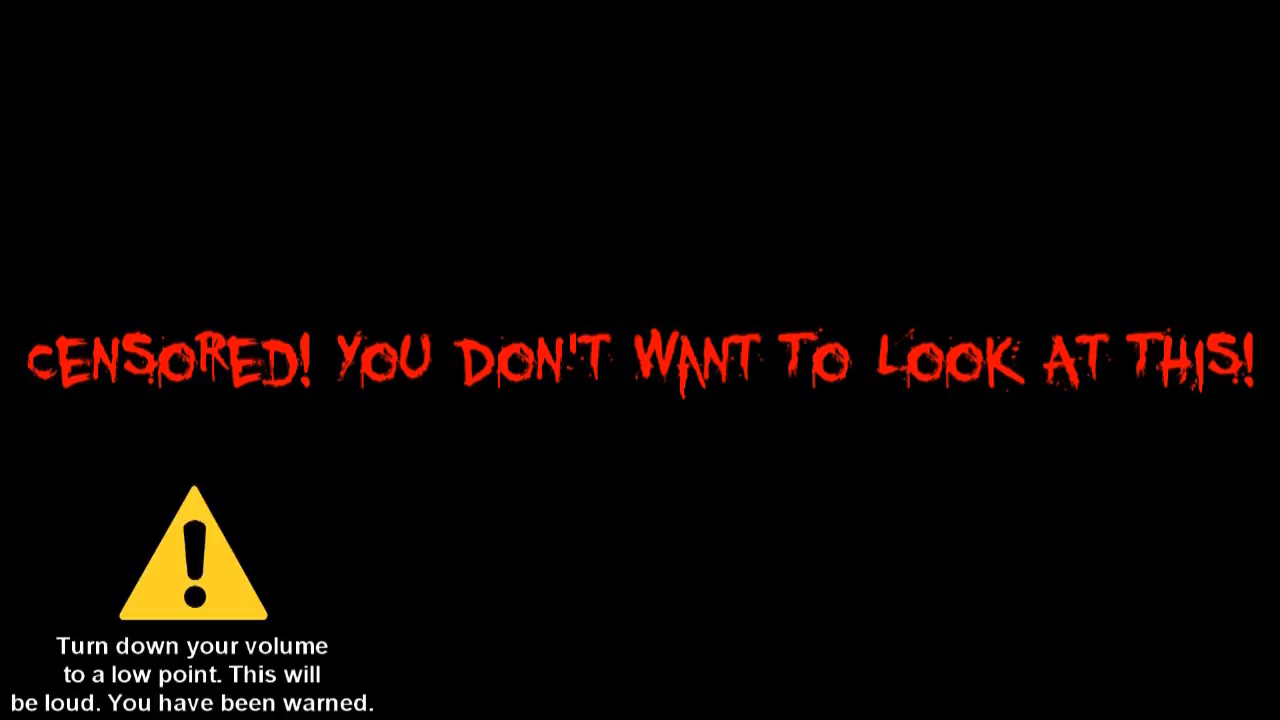 CENSORED! YOU DON'T WANT TO LOOK AT THIS!
Turn down your volume
to a low point. This will
be loud. You have been warned.